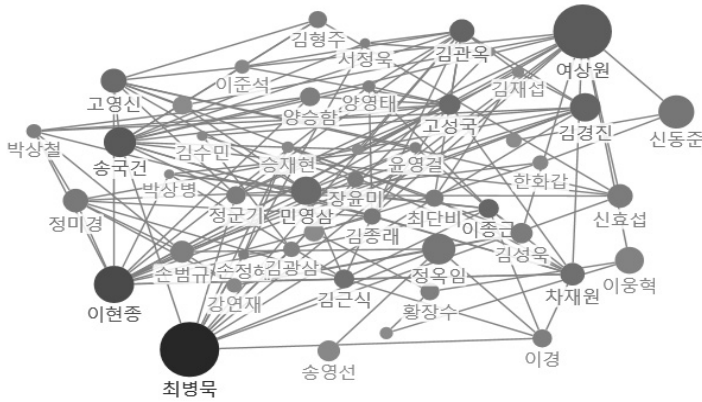 김형주
서정욱
김관옥
여상원
이준석
김재섭
고영신
양승함
양영태
고성국
김경진
신동준
박상철
송국건
김수민
승재현
윤영걸
한화갑
박상병
장윤미
정미경
정군기
민영삼
최단비
이종근
신효섭
김종래
김성욱
손범규
손정혜
김광삼
정옥임
이현종
강연재
김근식
황장수
차재원
이웅혁
최병묵
송영선
이경